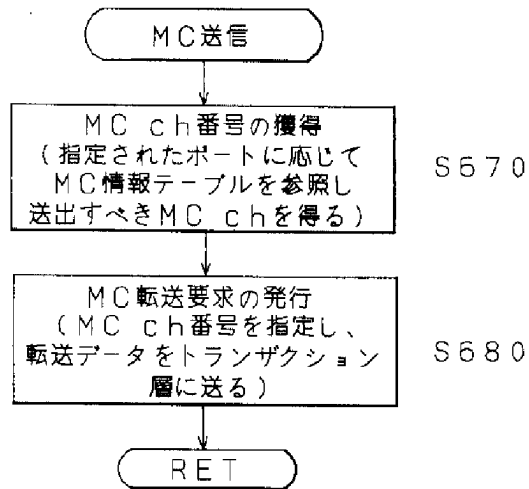 MC送信
MC ch番号の獲得
(指定されたポートに応じて
MC情報テーブルを参照し
送出すべきMC chを得る)
S670
MC転送要求の発行
(MC ch番号を指定し、
転送データをトランザクション
層に送る)
S680
RET